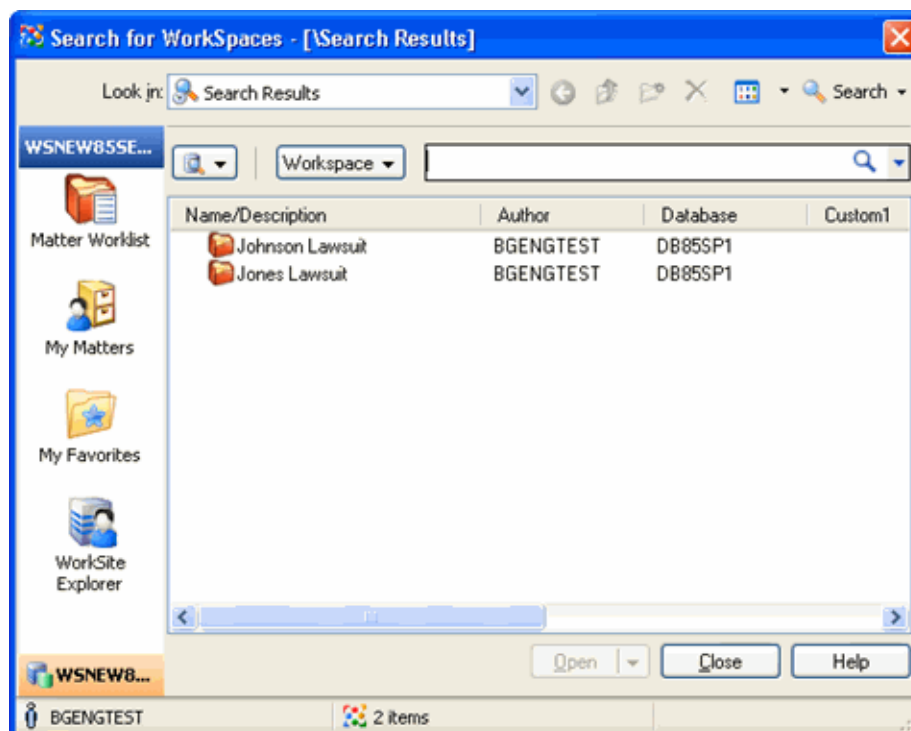 Search for WorkSpaces - [\Search Results]
Look in: Search Results Search
WSNEW85SE...
Workspace
Name/Description Author Database Custom1
Matter Worklist
Johnson Lawsuit BGENGTEST DB85SP1
Jones Lawsuit BGENGTEST DB85SP1
My Matters
My Favorites
WorkSite
Explorer
Open Close Help
WSNEW8...
BGENGTEST 2 items